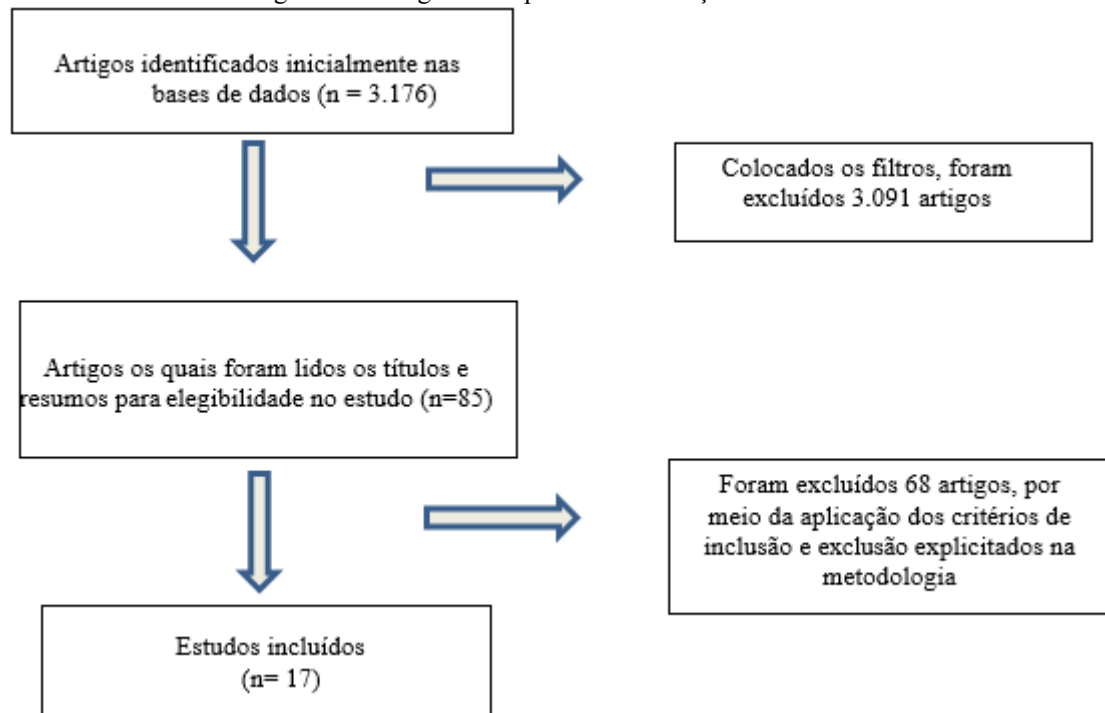 Artigos identificados inicialmente nas
bases de dados (n = 3.176)
Colocados os filtros, foram
excluídos 3.091 artigos
Artigos os quais foram lidos os títulos e
resumos para elegibilidade no estudo (n=85)
Foram excluídos 68 artigos, por
meio da aplicação dos critérios de
inclusão e exclusão explicitados na
metodologia
Estudos incluídos
(n= 17)